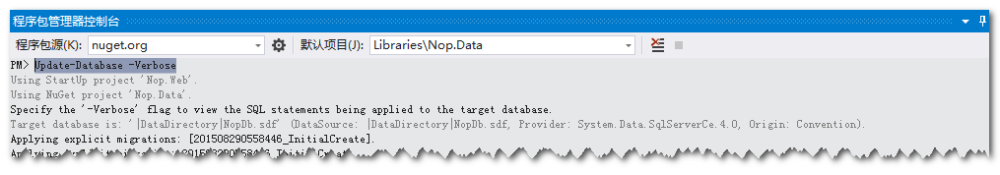 程序包管理器控制台
程序包源(K): nuget.org 默认项目(J): Libraries\Nop.Data
PM> Update-Database -Verbose
Using StartUp project 'Nop.Web'.
Using NuGet project 'Nop.Data'.
Specify the '-Verbose' flag to view the SQL statements being applied to the target database.
Target database is: '|DataDirectory|NopDb.sdf' (DataSource: |DataDirectory|NopDb.sdf, Provider: System.Data.SqlServerCe.4.0, Origin: Convention).
Applying explicit migrations: [201508290558446_InitialCreate].